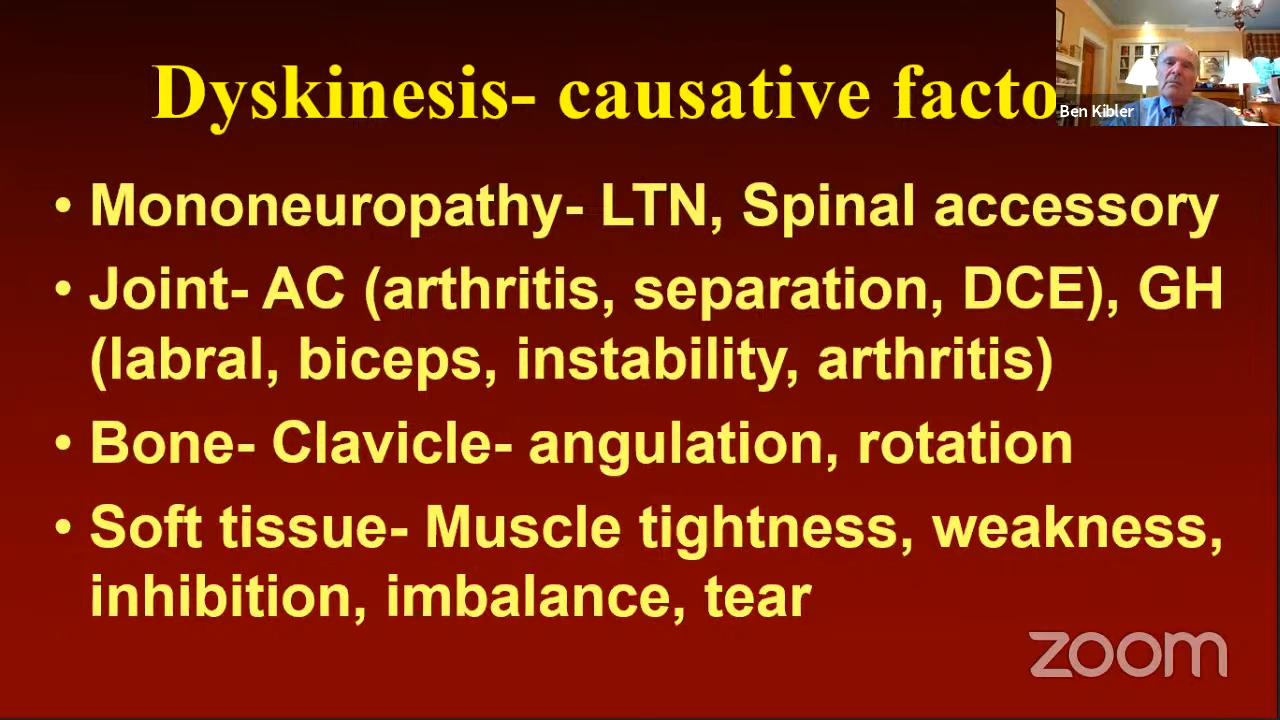 Dyskinesis- causative facto
Ben Kibler
• Mononeuropathy- LTN, Spinal accessory
• Joint- AC (arthritis, separation, DCE), GH
(labral, biceps, instability, arthritis)
• Bone- Clavicle- angulation, rotation
• Soft tissue- Muscle tightness, weakness,
inhibition, imbalance, tear
zoom